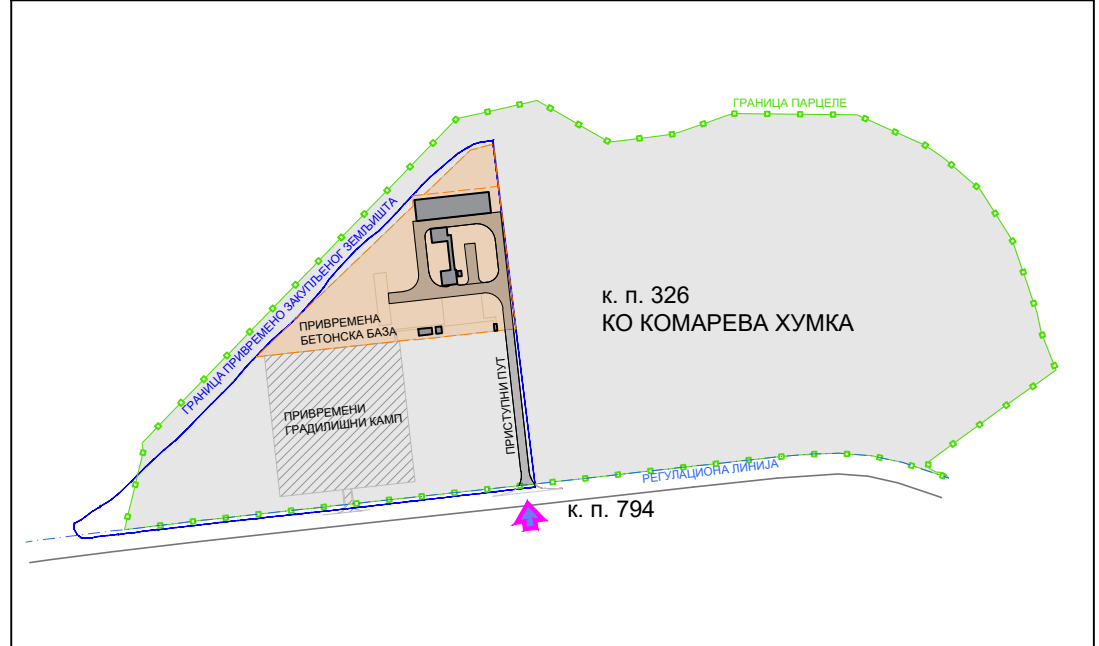 ГРАНИЦА ПАРЦЕЛЕ
ГРАНИЦА ПРИВРЕМЕНО ЗАКУПЉЕНОГ ЗЕМЉИШТА
к. п. 326
КО КОМАРЕВА ХУМКА
ПРИВРЕМЕНА
БЕТОНСКА БАЗА
ПРИСТУПНИ ПУТ
ПРИВРЕМЕНИ
ГРАДИЛИШНИ КАМП
РЕГУЛАЦИОНА ЛИНИЈА
к. п. 794